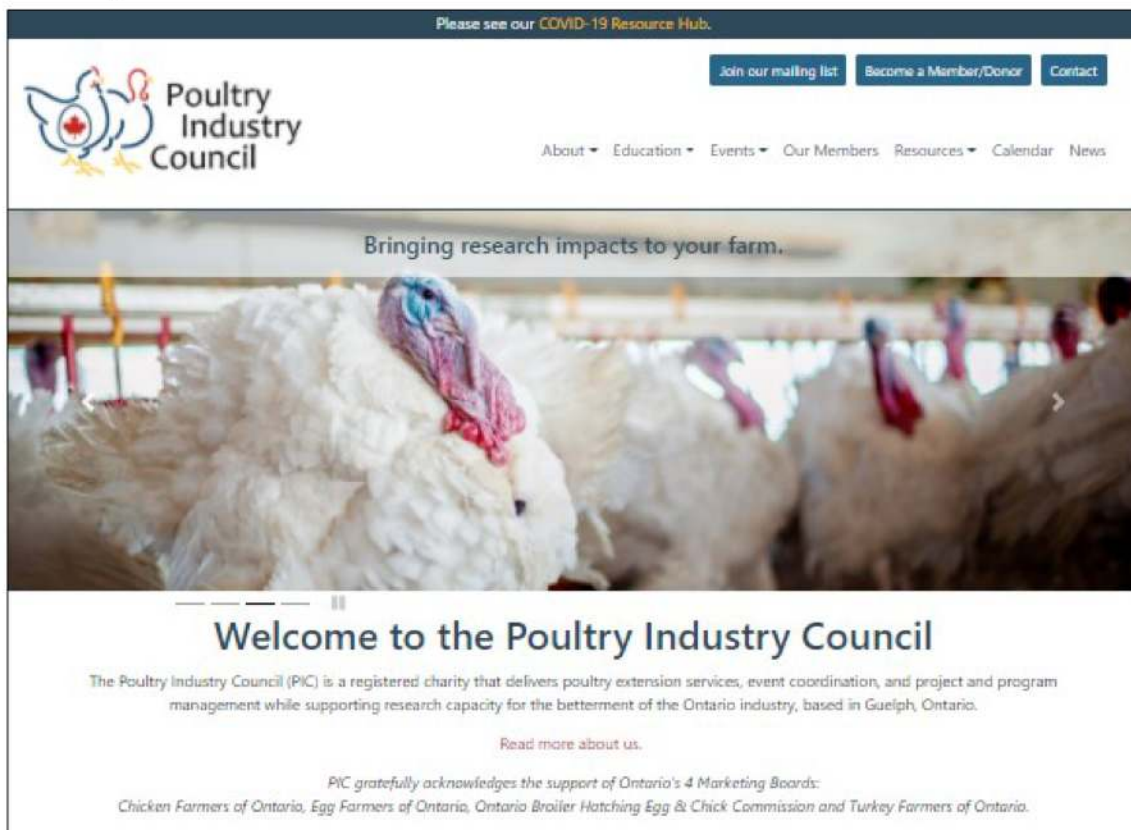 Please see our COVID-19 Resource Hub.
Join our mailing list Become a Member/Donor Contact
Poultry
Industry
Council
About Education Events Our Members Resources Calendar News
Bringing research impacts to your farm.
Welcome to the Poultry Industry Council
The Poultry Industry Council (PIC) is a registered charity that delivers poultry extension services, event coordination, and project and program
management while supporting research capacity for the betterment of the Ontario industry, based in Guelph, Ontario.
Read more about us.
PIC gratefully acknowledges the support of Ontario's 4 Marketing Boards:
Chicken Farmers of Ontario, Egg Farmers of Ontario, Ontario Broiler Hatching Egg & Chick Commission and Turkey Farmers of Ontario.